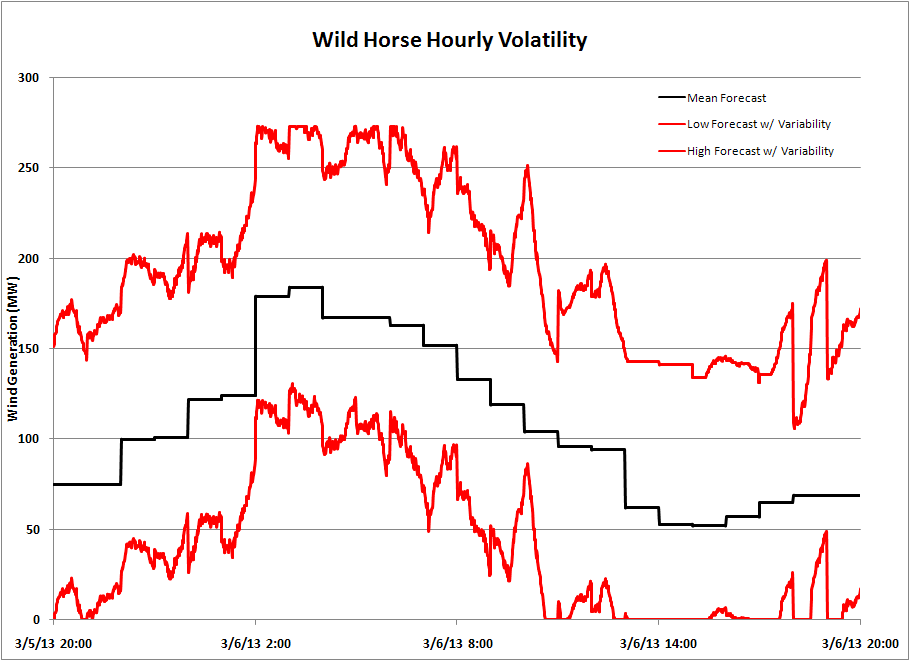 Wild Horse Hourly Volatility
300
250
200
150
100
50
0
Wind Generation (MW)
Mean Forecast
Low Forecast w/ Variability
High Forecast w/ Variability
3/5/13 20:00 3/6/13 2:00 3/6/13 8:00 3/6/13 14:00 3/6/13 20:00